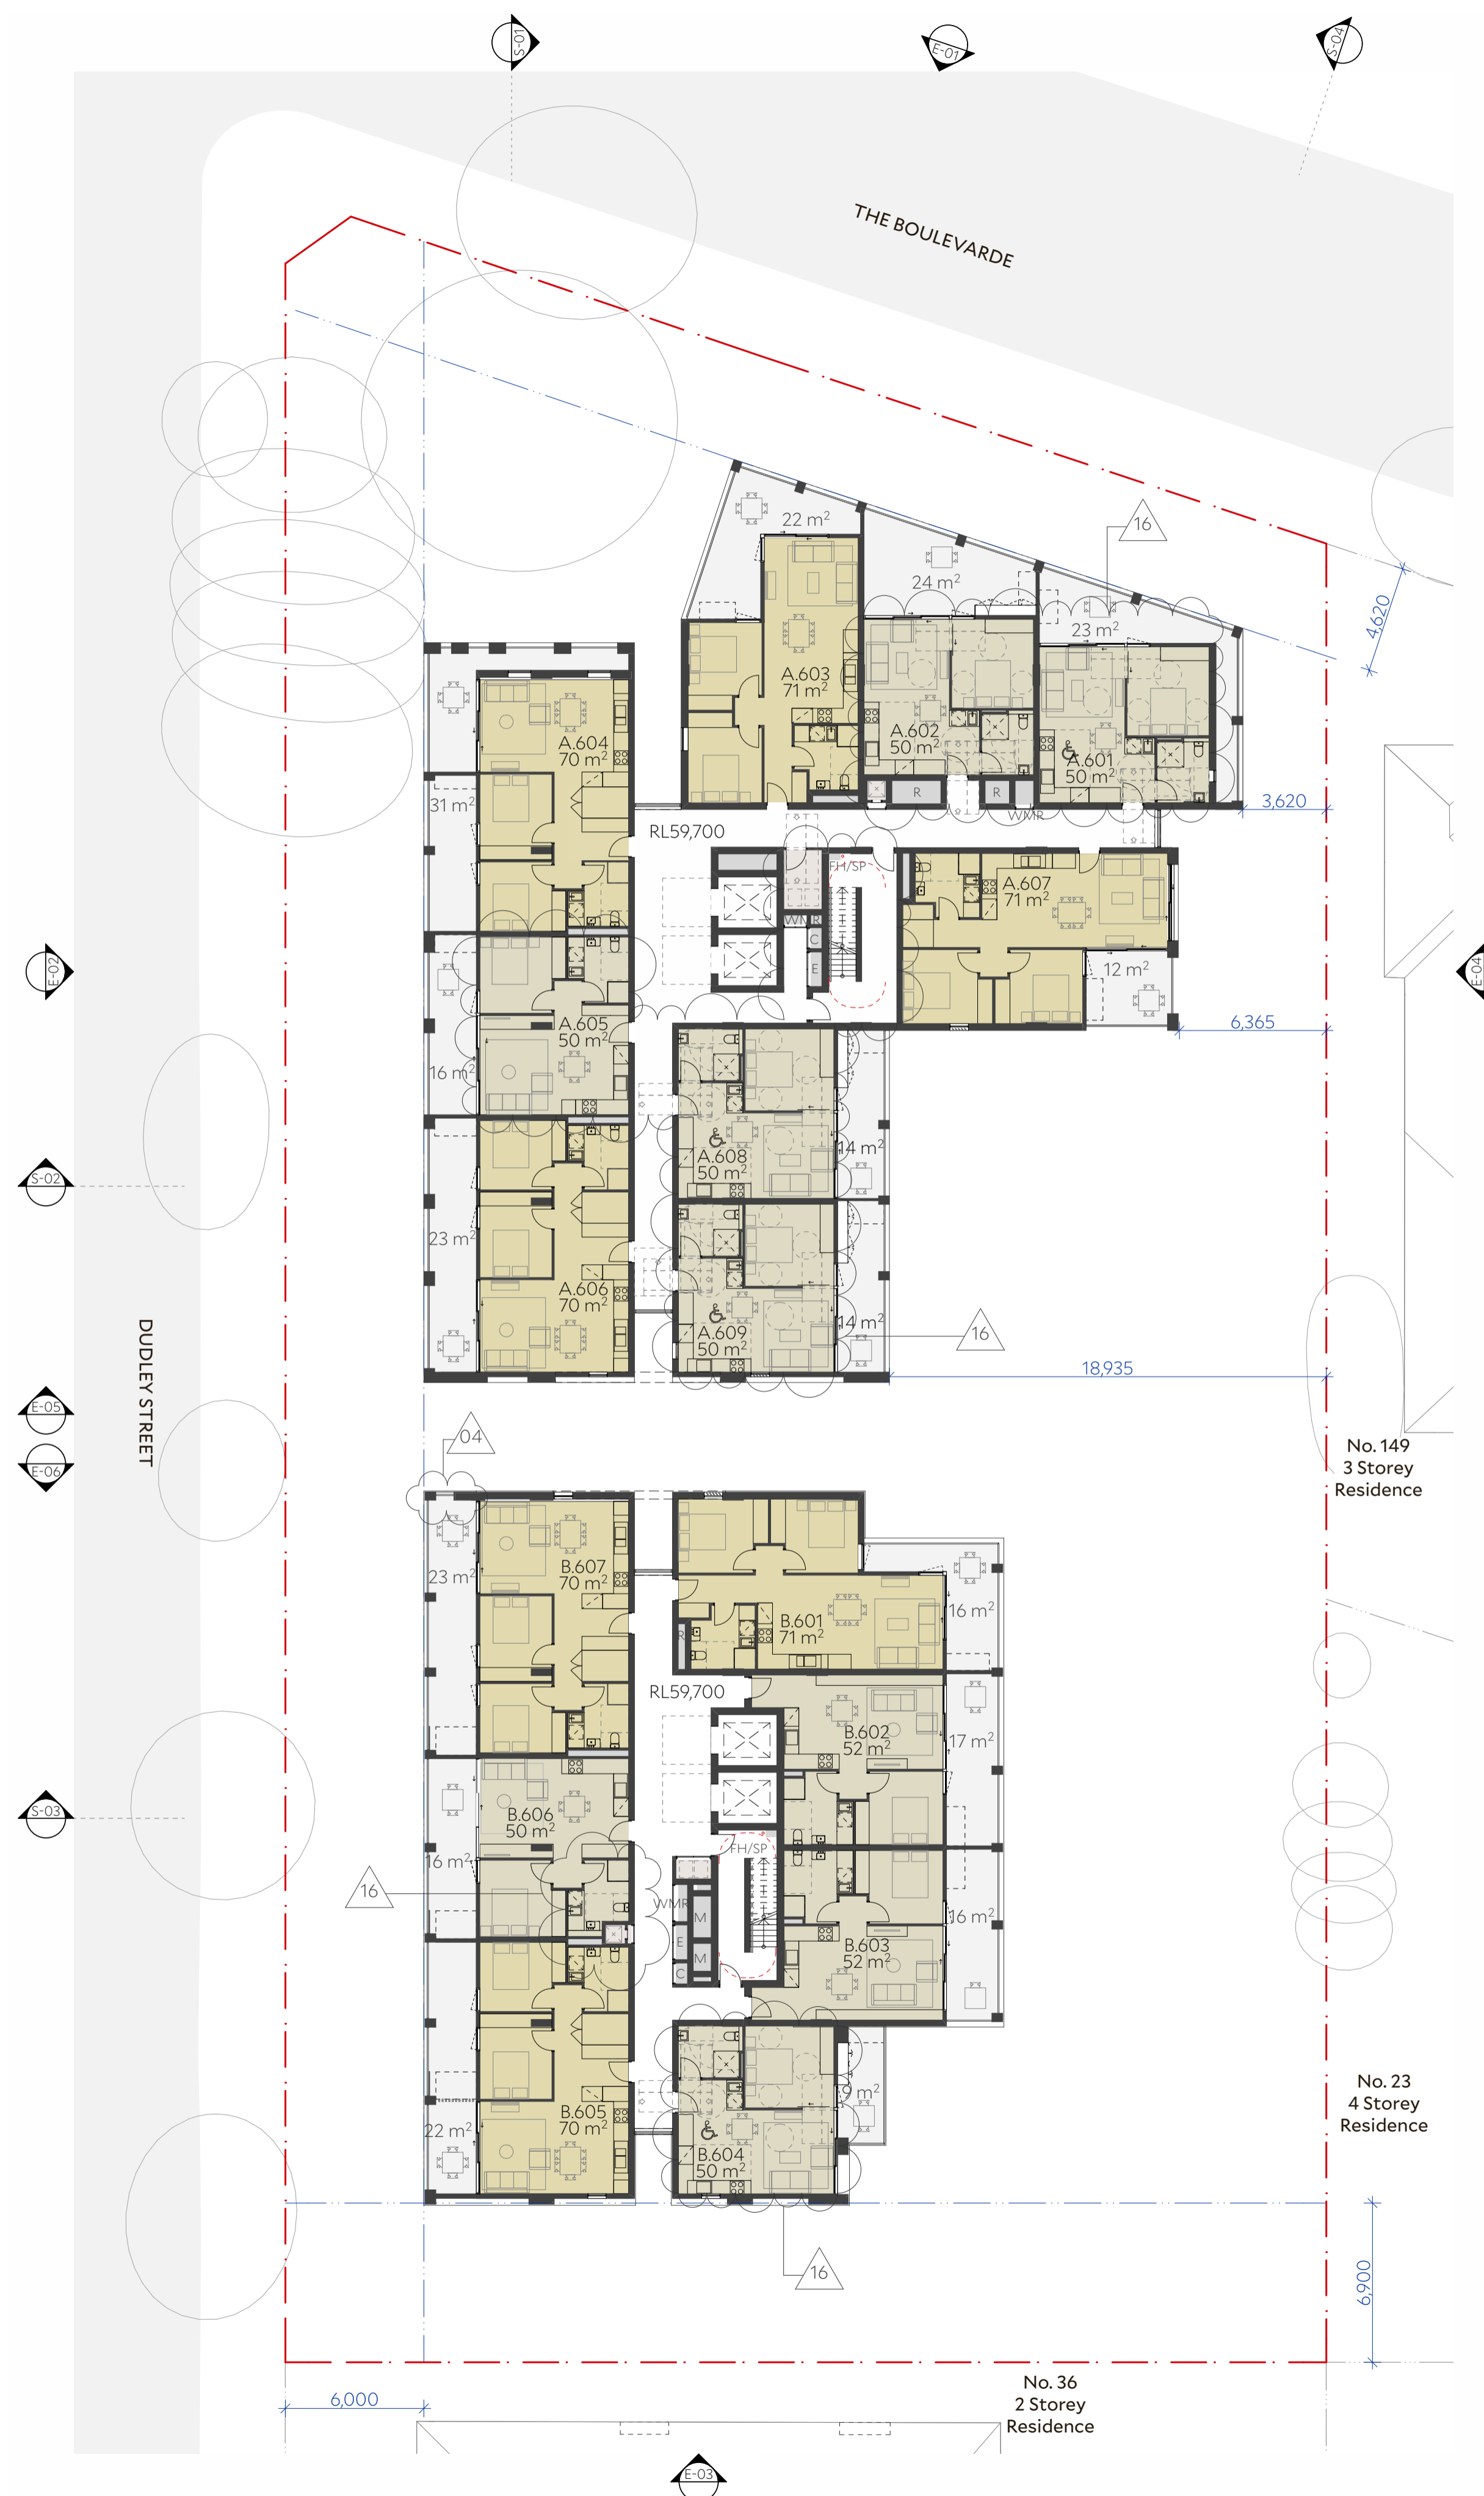 S-01
E-01
S-04
THE BOULEVARDE
16
22 m²
24 m²
23 m²
4,620
A.603
71 m²
A.604
70 m²
A.602
50 m²
A.601
50 m²
31 m²
R
R
WMR
3,620
RL59,700
FH/SP
A.607
71 m²
WMR
C
E
E-02
E-04
12 m²
6,365
A.605
50 m²
16 m²
A.608
50 m²
14 m²
S-02
23 m²
A.606
70 m²
A.609
50 m²
14 m²
16
18,935
DUDLEY STREET
E-05
E-06
04
No. 149
3 Storey
Residence
B.607
70 m²
23 m²
B.601
71 m²
16 m²
R
RL59,700
B.602
52 m²
17 m²
S-03
B.606
50 m²
16 m²
16
FH/SP
WMR
M
E
M
C
B.603
52 m²
16 m²
B.605
70 m²
22 m²
9 m²
B.604
50 m²
No. 23
4 Storey
Residence
16
6,900
6,000
No. 36
2 Storey
Residence
E-03